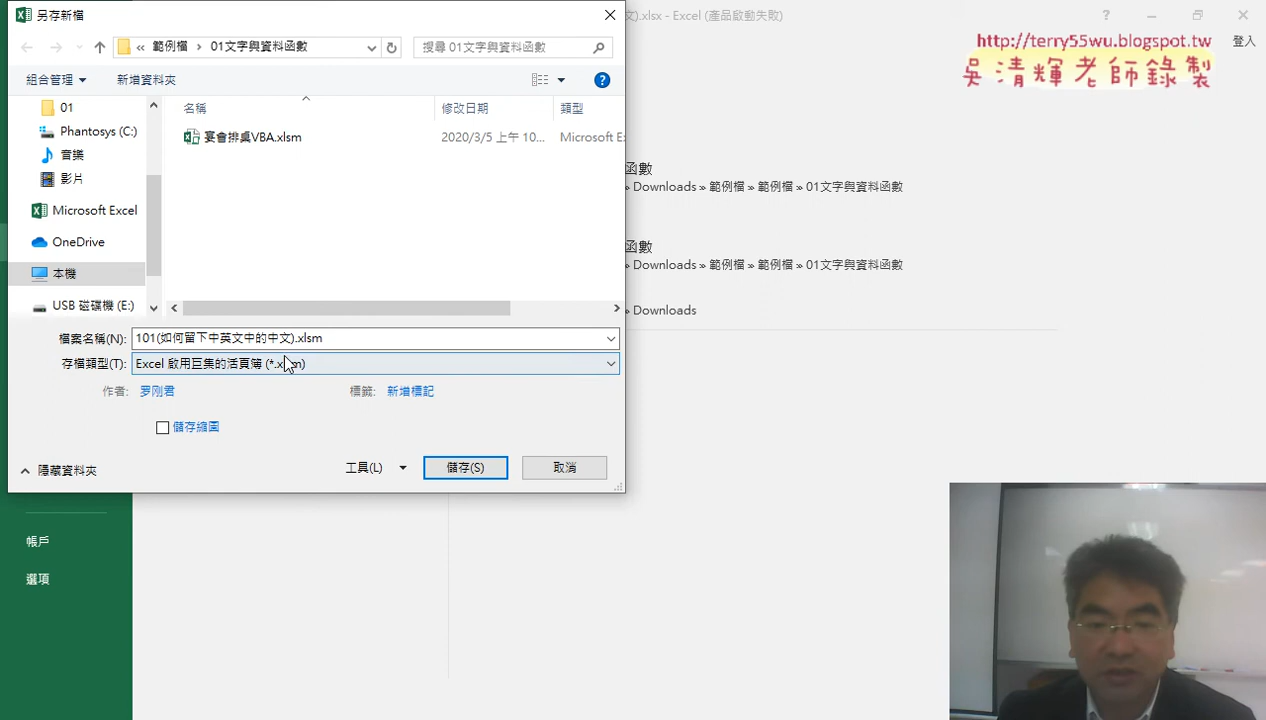 另存新檔
文).xlsx - Excel (產品啟動失敗)
http://terry55wu.blogspot.tw
吳清輝老師錄製
登入
« 範例檔 › 01文字與資料函數
搜尋 01文字與資料函數
組合管理
新增資料夾
01
Phantosys (C:)
音樂
影片
Microsoft Excel
OneDrive
本機
USB 磁碟機 (E:)
名稱
修改日期
類型
宴會排桌VBA.xlsm
2020/3/5 上午 10...
Microsoft E
函數
» Downloads » 範例檔 » 範例檔 » 01文字與資料函數
函數
» Downloads » 範例檔 » 範例檔 » 01文字與資料函數
» Downloads
檔案名稱(N):
101(如何留下中英文中的中文).xlsm
存檔類型(T):
Excel 啟用巨集的活頁簿 (*.xlsm)
作者:
罗刚君
標籤:
新增標記
儲存縮圖
隱藏資料夾
工具(L)
儲存(S)
取消
帳戶
選項